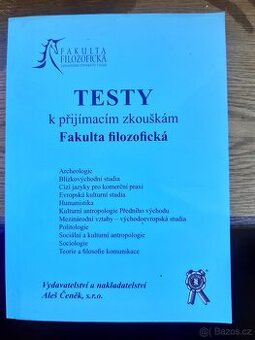 FAKULTA
FILOZOFICKÁ
TESTY
k přijímacím zkouškám
Fakulta filozofická
Archeologie
Blízkovýchodní studia
Cizí jazyky pro komerční praxi
Evropská kulturní studia
Humanistika
Kulturní antropologie Předního východu
Mezinárodní vztahy – východoevropská studia
Politologie
Sociální a kulturní antropologie
Sociologie
Teorie a filosofie komunikace
Vydavatelství a nakladatelství
Aleš Čeněk, s.r.o.
Bazoš.cz